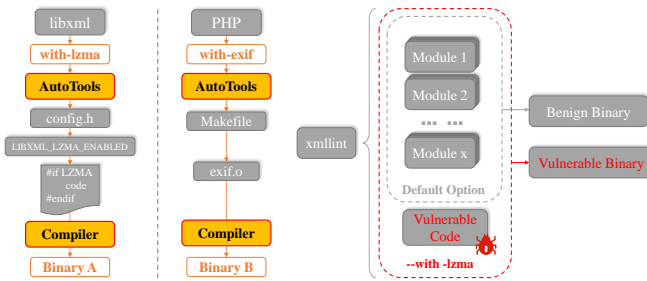 libxml
with-lzma
AutoTools
config.h
LIBXML_LZMA_ENABLED
#if LZMA
code
#endif
Compiler
Binary A
PHP
with-exif
AutoTools
Makefile
exif.o
Compiler
Binary B
xmllint
Module 1
Module 2
... ...
Module x
Default Option
Vulnerable
Code
--with -lzma
Benign Binary
Vulnerable Binary